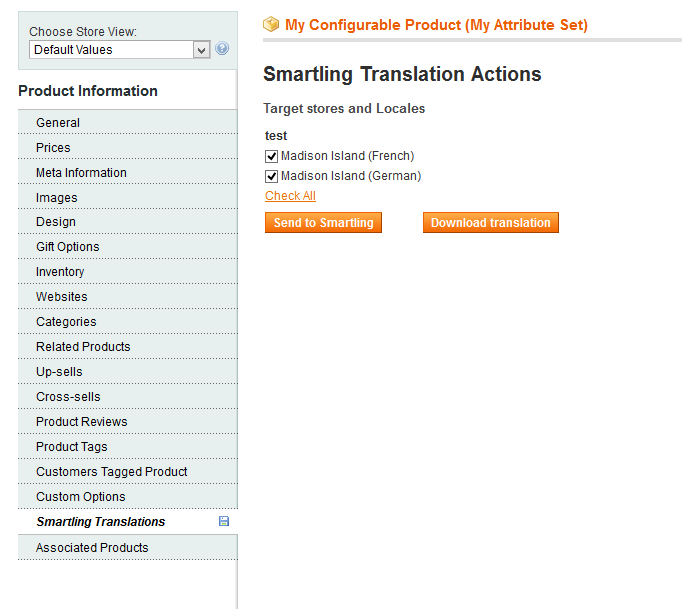 Choose Store View:
Default Values
Product Information
General
Prices
Meta Information
Images
Design
Gift Options
Inventory
Websites
Categories
Related Products
Up-sells
Cross-sells
Product Reviews
Product Tags
Customers Tagged Product
Custom Options
Smartling Translations
Associated Products
My Configurable Product (My Attribute Set)
Smartling Translation Actions
Target stores and Locales
test
Madison Island (French)
Madison Island (German)
Check All
Send to Smartling Download translation